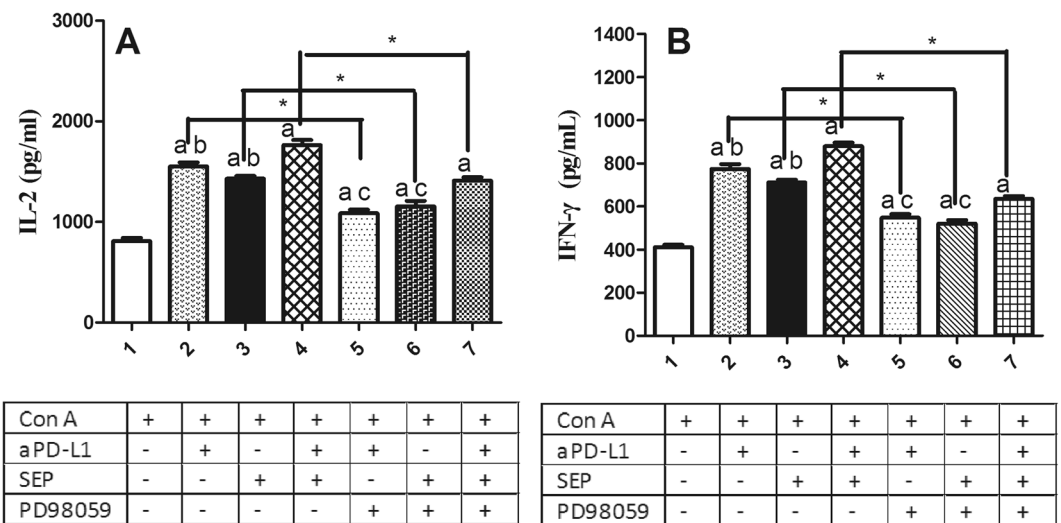 A
IL-2 (pg/ml)
3000
2000
1000
0
*
*
*
a b
a b
a
a c
a c
a
1 2 3 4 5 6 7
Con A + + + + + + +
aPD-L1 - + - + + - +
SEP - - + + - + +
PD98059 - - - - + + +
B
IFN-γ (pg/mL)
1400
1200
1000
800
600
400
200
0
*
*
*
a b
a b
a
a c
a c
a
1 2 3 4 5 6 7
Con A + + + + + + +
aPD-L1 - + - + + - +
SEP - - + + - + +
PD98059 - - - - + + +